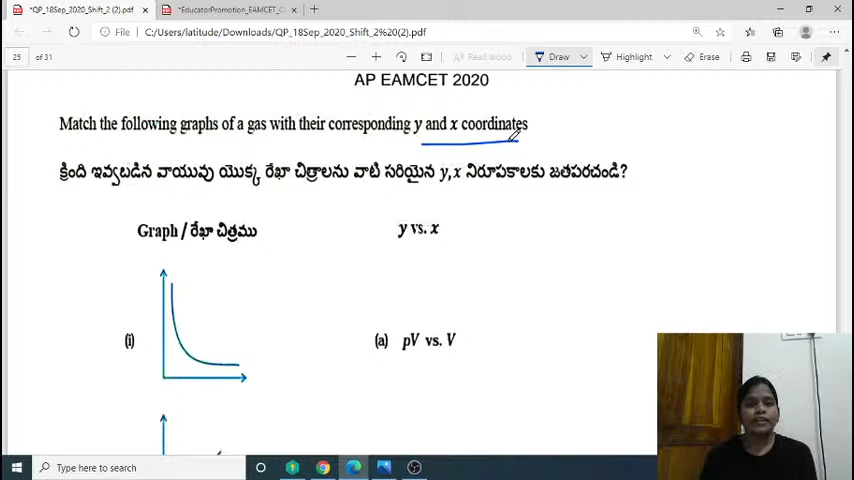 *QP_18Sep_2020_Shift_2 (2).pdf
File
C:/Users/latitude/Downloads/QP_18Sep_2020_Shift_2%20(2).pdf
25
of 31
Read aloud
Draw
Highlight
Erase
AP EAMCET 2020
Match the following graphs of a gas with their corresponding y and x coordinates
క్రింది ఇవ్వబడిన వాయువు యొక్క రేఖా చిత్రాలను వాటి సరియైన y, x నిరూపకాలకు జతపరచండి?
Graph / రేఖా చిత్రము
y vs. x
(i)
(a) pV vs. V
Type here to search